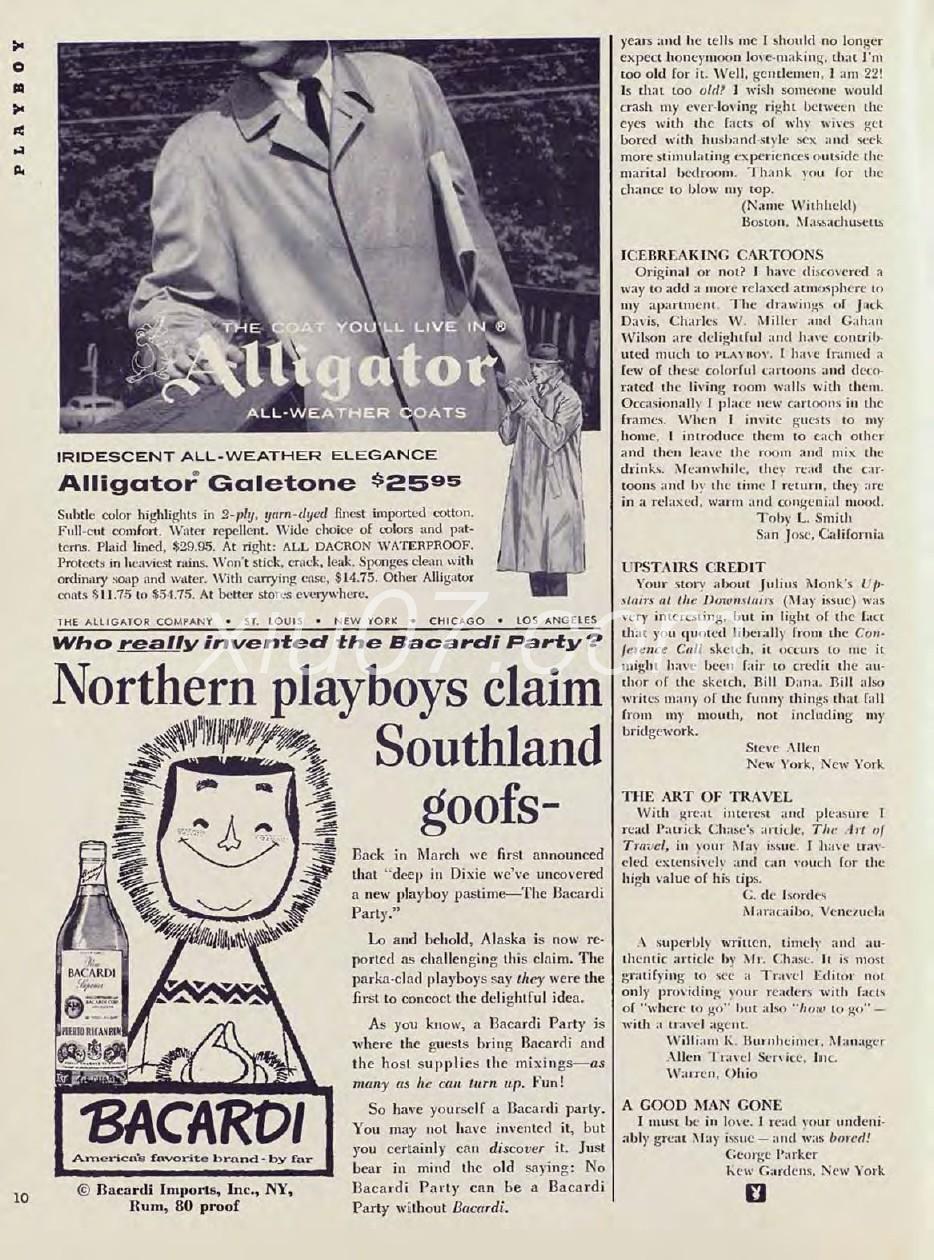 PLAYBOY
THE COAT YOU'LL LIVE IN ®
Alligator
ALL-WEATHER COATS
IRIDESCENT ALL-WEATHER ELEGANCE
Alligator® Galetone $25⁹⁵
Subtle color highlights in 2-ply, yarn-dyed finest imported cotton.
Full-cut comfort. Water repellent. Wide choice of colors and pat-
terns. Plaid lined, $29.95. At right: ALL DACRON WATERPROOF.
Protects in heaviest rains. Won't stick, crack, leak. Sponges clean with
ordinary soap and water. With carrying case, $14.75. Other Alligator
coats $11.75 to $54.75. At better stores everywhere.
THE ALLIGATOR COMPANY • ST. LOUIS • NEW YORK • CHICAGO • LOS ANGELES
Who really invented the Bacardi Party?
Northern playboys claim
Southland
goofs-
Back in March we first announced
that "deep in Dixie we've uncovered
a new playboy pastime—The Bacardi
Party."
Lo and behold, Alaska is now re-
ported as challenging this claim. The
parka-clad playboys say they were the
first to concoct the delightful idea.
As you know, a Bacardi Party is
where the guests bring Bacardi and
the host supplies the mixings—as
many as he can turn up. Fun!
So have yourself a Bacardi party.
You may not have invented it, but
you certainly can discover it. Just
bear in mind the old saying: No
Bacardi Party can be a Bacardi
Party without Bacardi.
BACARDI
Superior
PUERTO RICAN RUM
BACARDI
America's favorite brand - by far
© Bacardi Imports, Inc., NY,
Rum, 80 proof
10
years and he tells me I should no longer
expect honeymoon love-making, that I'm
too old for it. Well, gentlemen, I am 22!
Is that too old? I wish someone would
crash my ever-loving right between the
eyes with the facts of why wives get
bored with husband-style sex and seek
more stimulating experiences outside the
marital bedroom. Thank you for the
chance to blow my top.
(Name Withheld)
Boston, Massachusetts
ICEBREAKING CARTOONS
Original or not? I have discovered a
way to add a more relaxed atmosphere to
my apartment. The drawings of Jack
Davis, Charles W. Miller and Gahan
Wilson are delightful and have contrib-
uted much to PLAYBOY. I have framed a
few of these colorful cartoons and deco-
rated the living room walls with them.
Occasionally I place new cartoons in the
frames. When I invite guests to my
home, I introduce them to each other
and then leave the room and mix the
drinks. Meanwhile, they read the car-
toons and by the time I return, they are
in a relaxed, warm and congenial mood.
Toby L. Smith
San Jose, California
UPSTAIRS CREDIT
Your story about Julius Monk's Up-
stairs at the Downstairs (May issue) was
very interesting, but in light of the fact
that you quoted liberally from the Con-
ference Call sketch, it occurs to me it
might have been fair to credit the au-
thor of the sketch, Bill Dana. Bill also
writes many of the funny things that fall
from my mouth, not including my
bridgework.
Steve Allen
New York, New York
THE ART OF TRAVEL
With great interest and pleasure I
read Patrick Chase's article, The Art of
Travel, in your May issue. I have trav-
eled extensively and can vouch for the
high value of his tips.
G. de Isordes
Maracaibo, Venezuela
A superbly written, timely and au-
thentic article by Mr. Chase. It is most
gratifying to see a Travel Editor not
only providing your readers with facts
of "where to go" but also "how to go" —
with a travel agent.
William K. Burnheimer, Manager
Allen Travel Service, Inc.
Warren, Ohio
A GOOD MAN GONE
I must be in love. I read your undeni-
ably great May issue — and was bored!
George Parker
Kew Gardens, New York